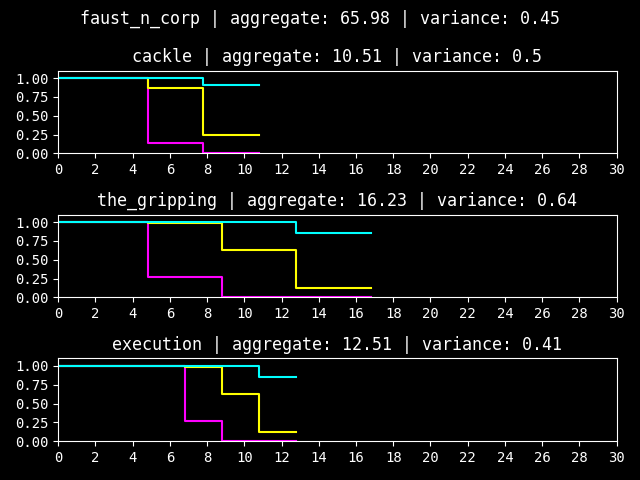 faust_n_corp | aggregate: 65.98 | variance: 0.45
cackle | aggregate: 10.51 | variance: 0.5
1.00
0.75
0.50
0.25
0.00
0 2 4 6 8 10 12 14 16 18 20 22 24 26 28 30
the_gripping | aggregate: 16.23 | variance: 0.64
1.00
0.75
0.50
0.25
0.00
0 2 4 6 8 10 12 14 16 18 20 22 24 26 28 30
execution | aggregate: 12.51 | variance: 0.41
1.00
0.75
0.50
0.25
0.00
0 2 4 6 8 10 12 14 16 18 20 22 24 26 28 30